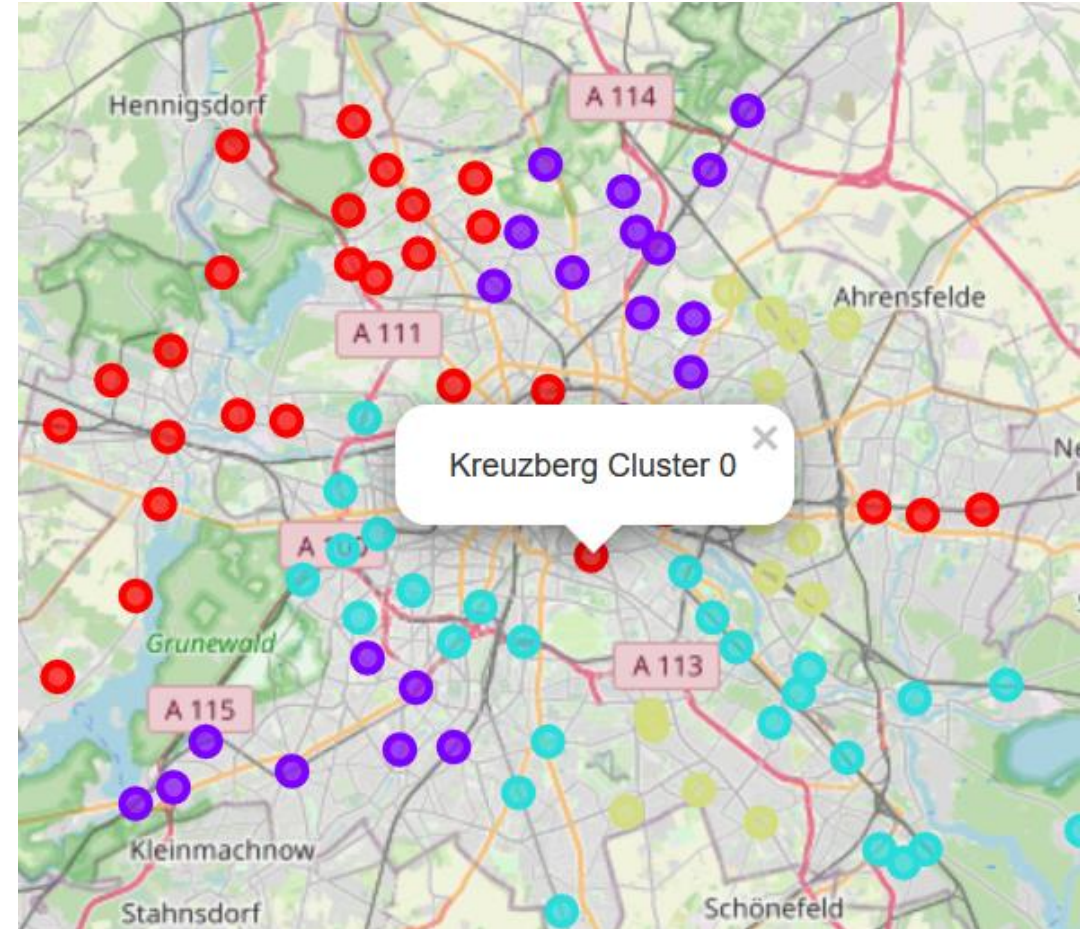 A 114
Hennigsdorf
Ahrensfelde
A 111
Kreuzberg Cluster 0
×
Grunewald
A 113
A 115
Kleinmachnow
Stahnsdorf
Schönefeld